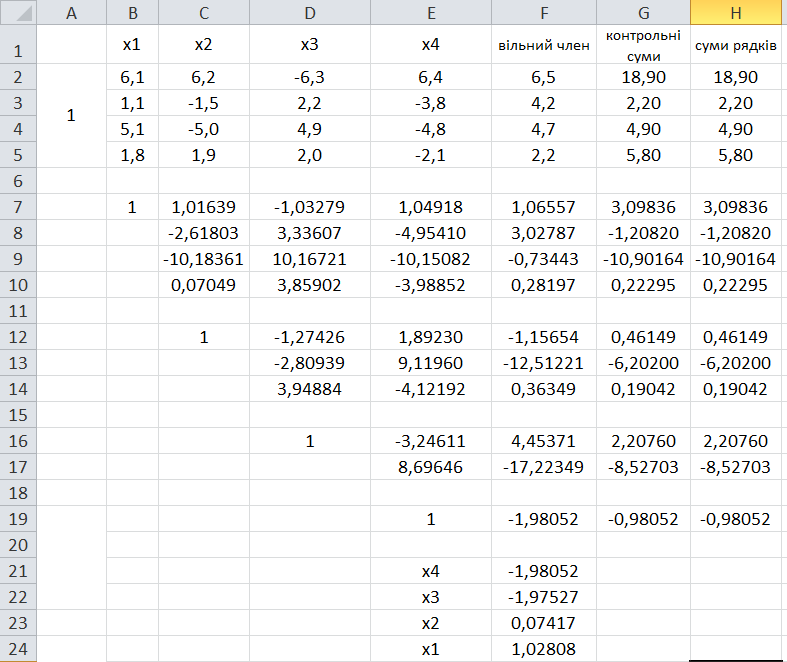 A B C D E F G H
1 x1 x2 x3 x4 вільний член контрольні суми суми рядків
2 6,1 6,2 -6,3 6,4 6,5 18,90 18,90
3 1,1 -1,5 2,2 -3,8 4,2 2,20 2,20
1
4 5,1 -5,0 4,9 -4,8 4,7 4,90 4,90
5 1,8 1,9 2,0 -2,1 2,2 5,80 5,80
6
7 1 1,01639 -1,03279 1,04918 1,06557 3,09836 3,09836
8 -2,61803 3,33607 -4,95410 3,02787 -1,20820 -1,20820
9 -10,18361 10,16721 -10,15082 -0,73443 -10,90164 -10,90164
10 0,07049 3,85902 -3,98852 0,28197 0,22295 0,22295
11
12 1 -1,27426 1,89230 -1,15654 0,46149 0,46149
13 -2,80939 9,11960 -12,51221 -6,20200 -6,20200
14 3,94884 -4,12192 0,36349 0,19042 0,19042
15
16 1 -3,24611 4,45371 2,20760 2,20760
17 8,69646 -17,22349 -8,52703 -8,52703
18
19 1 -1,98052 -0,98052 -0,98052
20
21 x4 -1,98052
22 x3 -1,97527
23 x2 0,07417
24 x1 1,02808